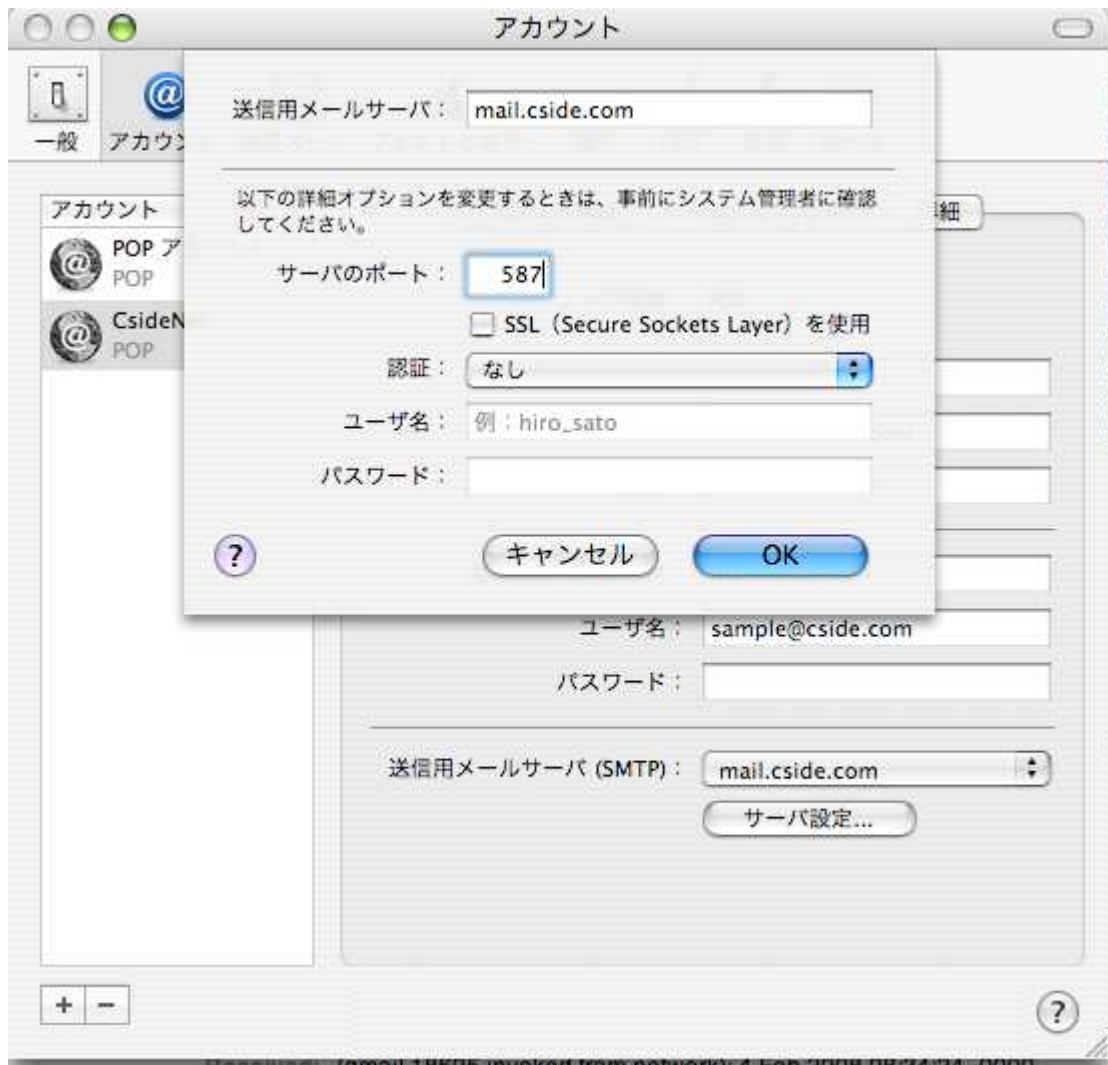 アカウント
一般
アカウン
送信用メールサーバ： mail.cside.com
以下の詳細オプションを変更するときは、事前にシステム管理者に確認
してください。
サーバのポート： 587
SSL（Secure Sockets Layer）を使用
認証： なし
ユーザ名： 例：hiro_sato
パスワード：
? キャンセル OK
アカウント
POP ア
POP
CsideN
POP
細
ユーザ名： sample@cside.com
パスワード：
送信用メールサーバ (SMTP)： mail.cside.com
サーバ設定...
+ −
?